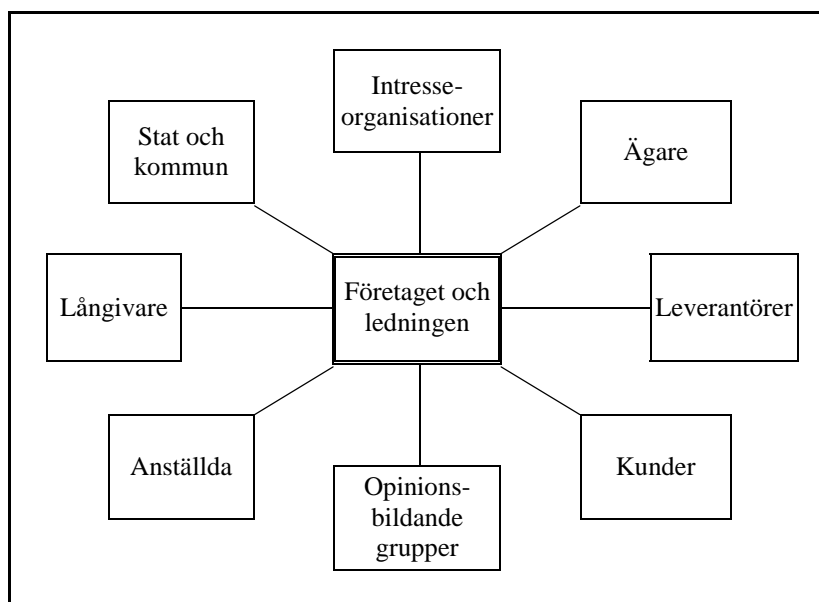 Intresse-
organisationer
Stat och
kommun
Ägare
Långivare
Företaget och
ledningen
Leverantörer
Anställda
Opinions-
bildande
grupper
Kunder